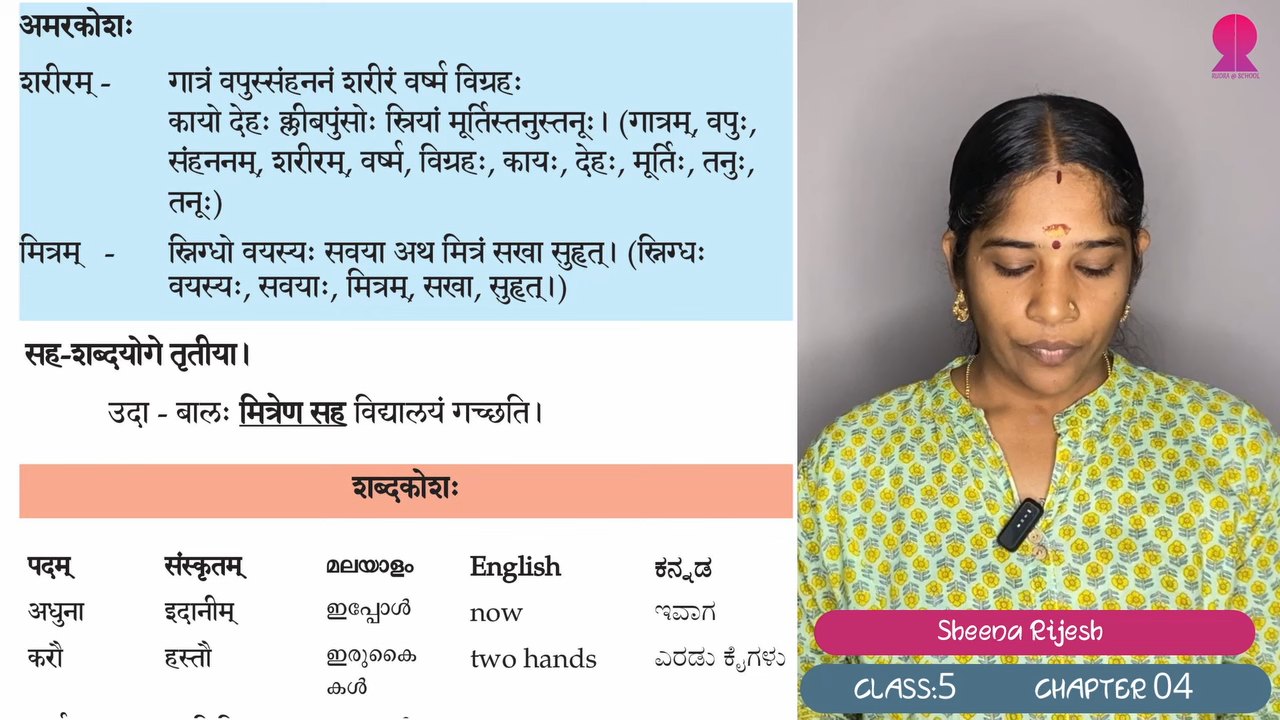 अमरकोशः
शरीरम् - गात्रं वपुस्संहननं शरीरं वर्ष्म विग्रहः
कायो देहः क्लीबपुंसोः स्त्रियां मूर्तिस्तनुस्तनूः। (गात्रम्, वपुः,
संहननम्, शरीरम्, वर्ष्म, विग्रहः, कायः, देहः, मूर्तिः, तनुः,
तनूः)
मित्रम् - स्निग्धो वयस्यः सवया अथ मित्रं सखा सुहृत्। (स्निग्धः
वयस्यः, सवयाः, मित्रम्, सखा, सुहृत्।)
सह-शब्दयोगे तृतीया।
उदा - बालः मित्रेण सह विद्यालयं गच्छति।
शब्दकोशः
पदम् संस्कृतम् മലയാളം English ಕನ್ನಡ
अधुना इदानीम् ഇപ്പോൾ now ಇವಾಗ
करौ हस्तौ ഇരുകൈ two hands ಎರಡು ಕೈಗಳು
കൾ
RUDRA @ SCHOOL
Sheena Rijesh
CLASS:5 CHAPTER 04